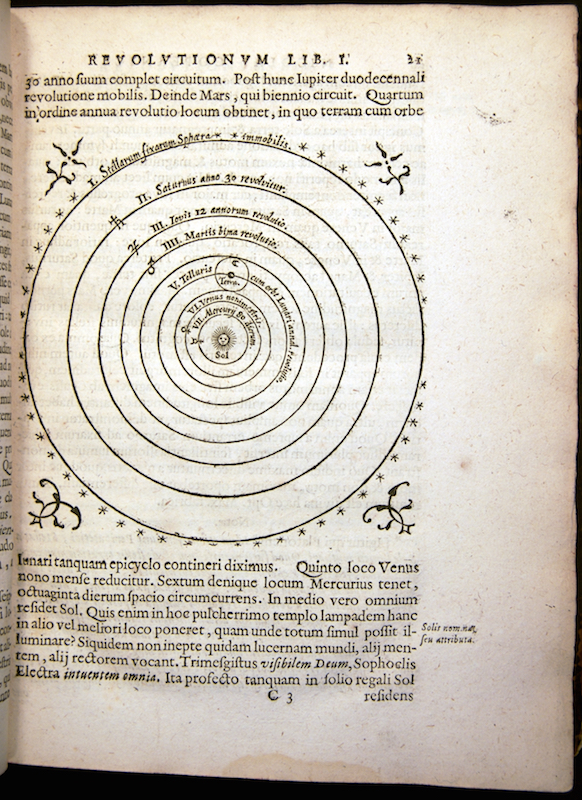 REVOLVTIONVM LIB. I. 21
30 anno suum complet circuitum. Post hunc Iupiter duodecennali
revolutione mobilis. Deinde Mars, qui biennio circuit. Quartum
in ordine annua revolutio locum obtinet, in quo terram cum orbe
I. Stellarum fixarum Sphæra immobilis.
II. Saturnus anno 30 revolvitur.
III. Iovis 12 annorum revolutio.
IIII. Martis bima revolutio.
V. Telluris cum orbe Lunari annua revolutio.
Terra.
VI. Venus nonimestris.
VII. Mercurij 80 dierum.
Sol
lunari tanquam epicyclo contineri diximus. Quinto loco Venus
nono mense reducitur. Sextum denique locum Mercurius tenet,
octuaginta dierum spacio circumcurrens. In medio vero omnium
residet Sol. Quis enim in hoc pulcherrimo templo lampadem hanc
in alio vel meliori loco poneret, quam unde totum simul possit il-
luminare? Siquidem non inepte quidam lucernam mundi, alij men-
tem, alij rectorem vocant. Trimegistus visibilem Deum, Sophoclis
Electra intuentem omnia. Ita profecto tanquam in solio regali Sol
C 3 residens
Solis nom.
seu attributa.